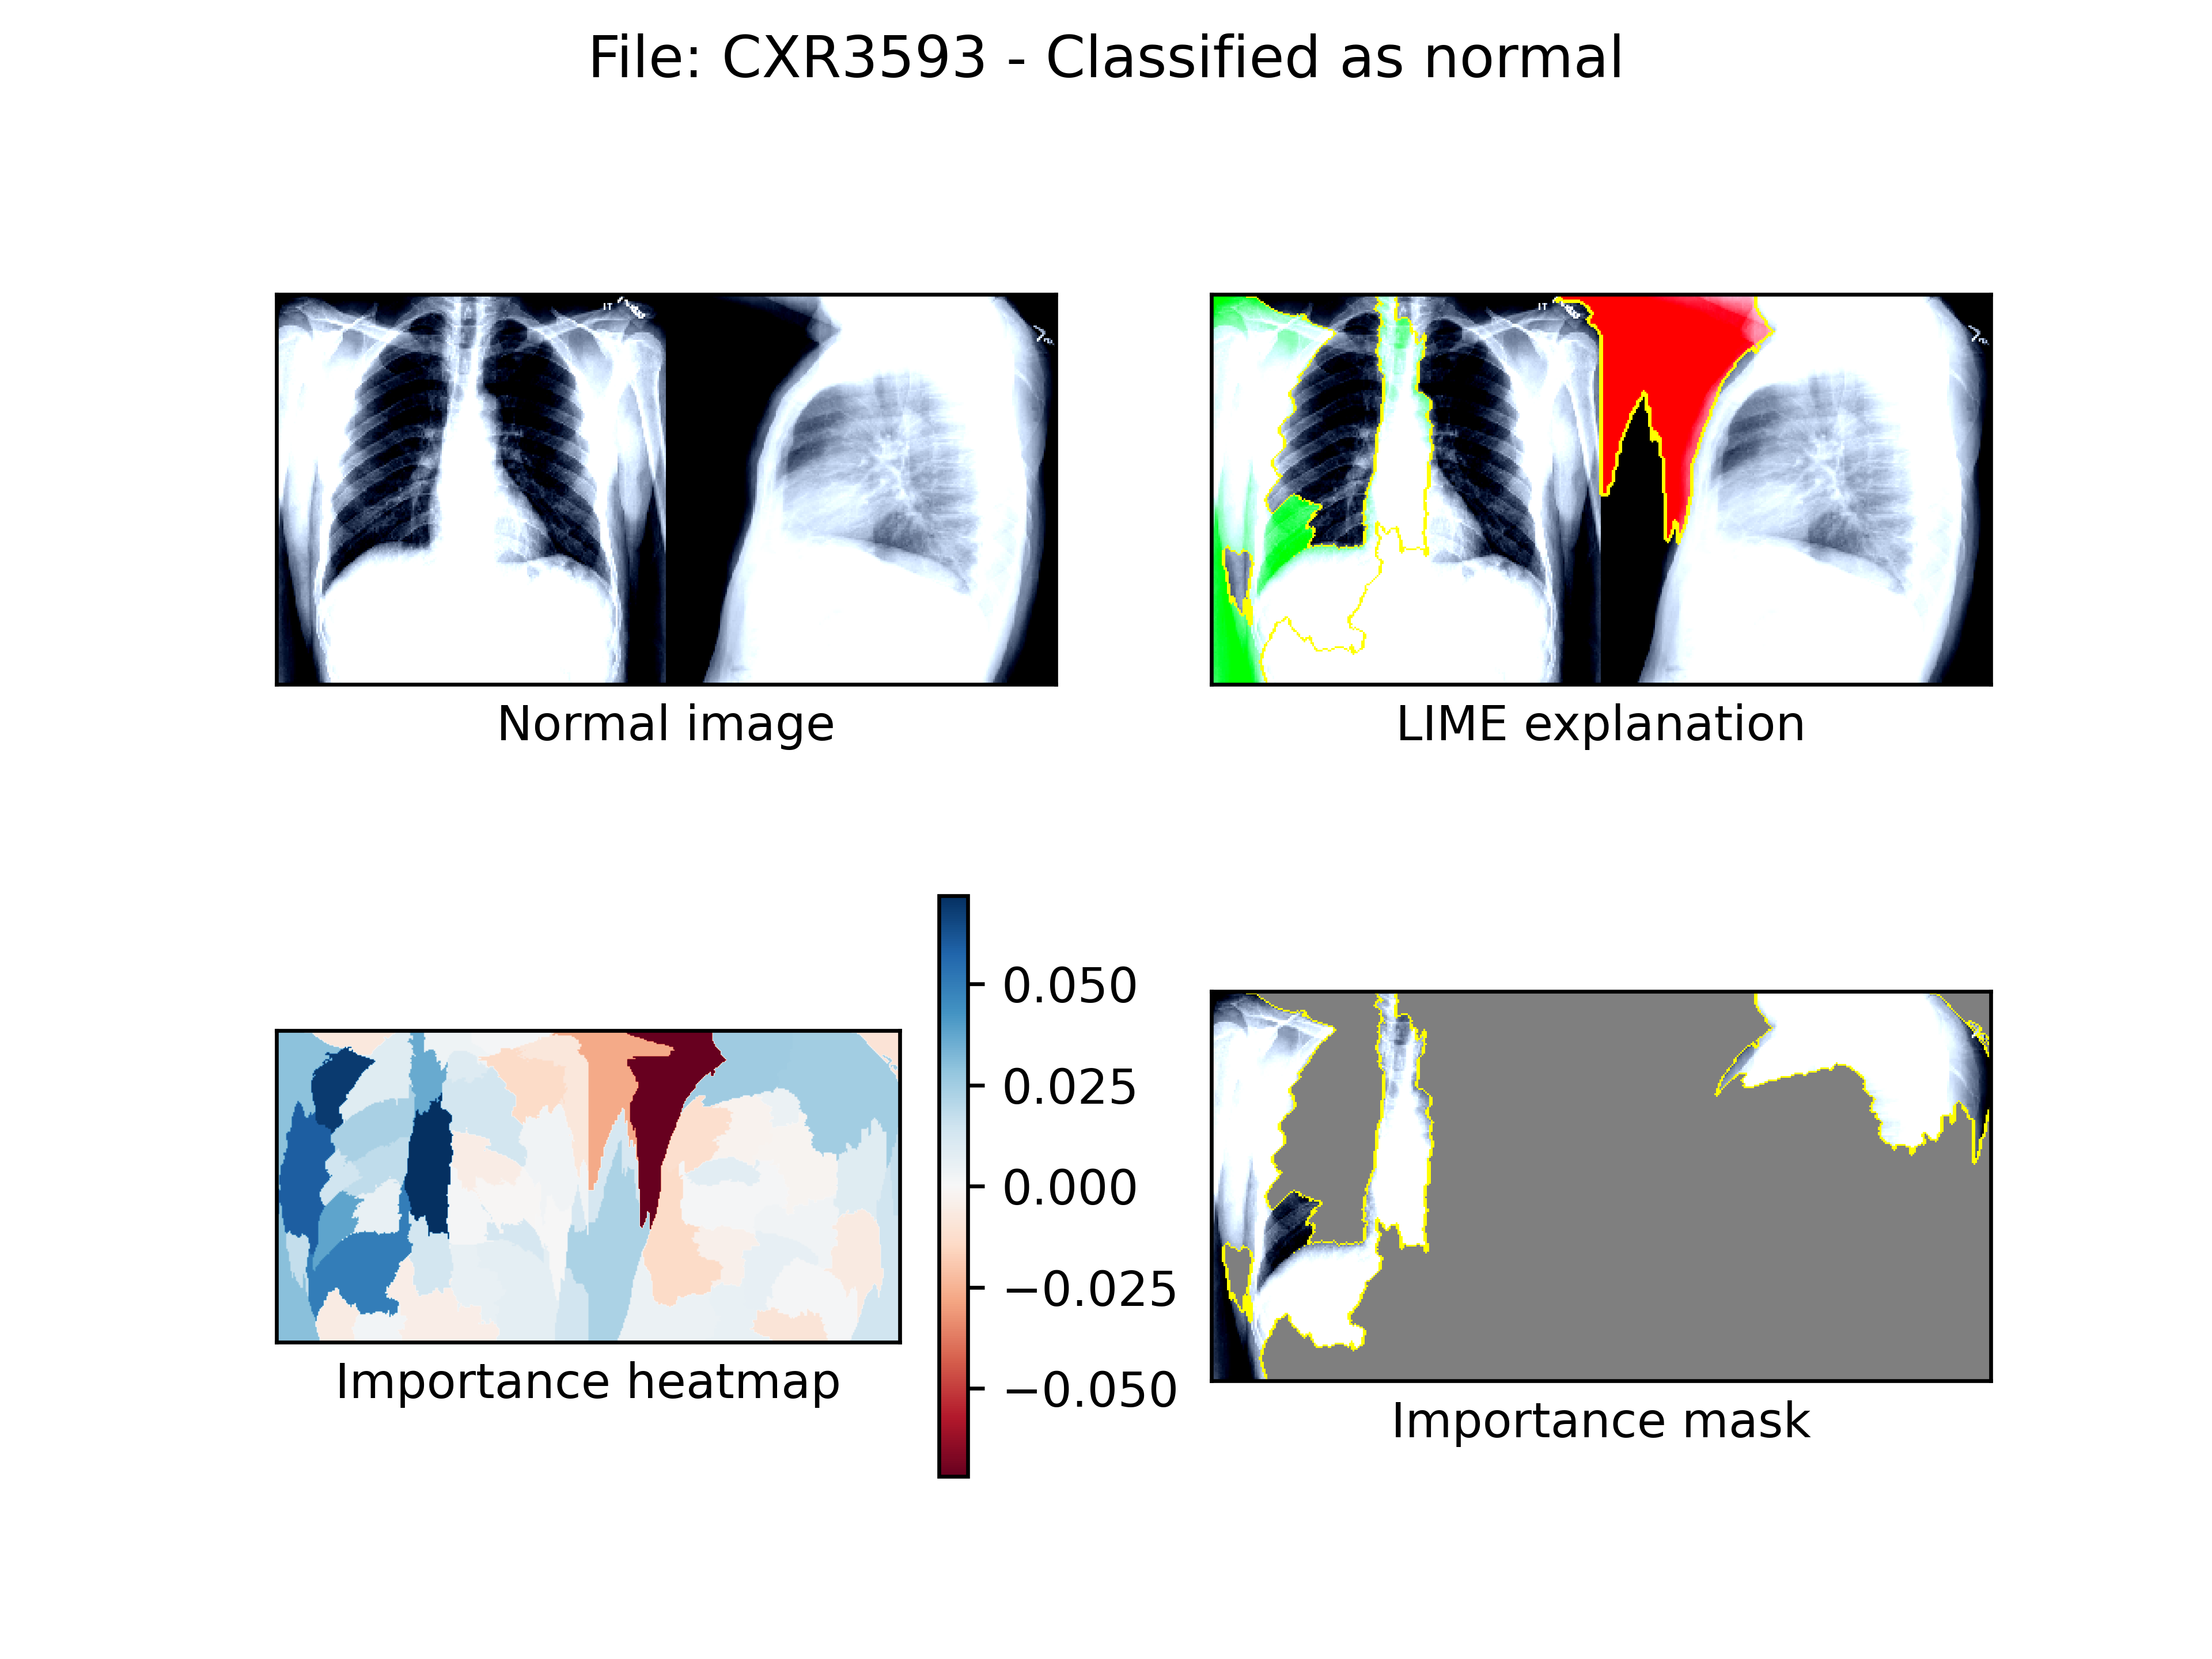 File: CXR3593 - Classified as normal
Normal image
LIME explanation
0.050
0.025
0.000
−0.025
−0.050
Importance heatmap
Importance mask